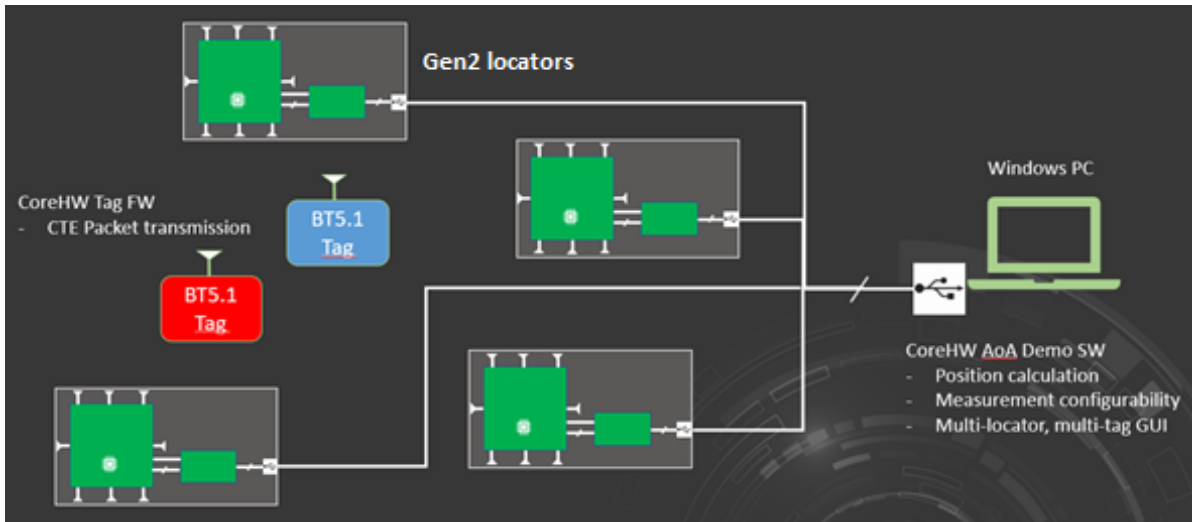 Gen2 locators
Windows PC
CoreHW Tag FW
- CTE Packet transmission
BT5.1
Tag
BT5.1
Tag
CoreHW AoA Demo SW
- Position calculation
- Measurement configurability
- Multi-locator, multi-tag GUI